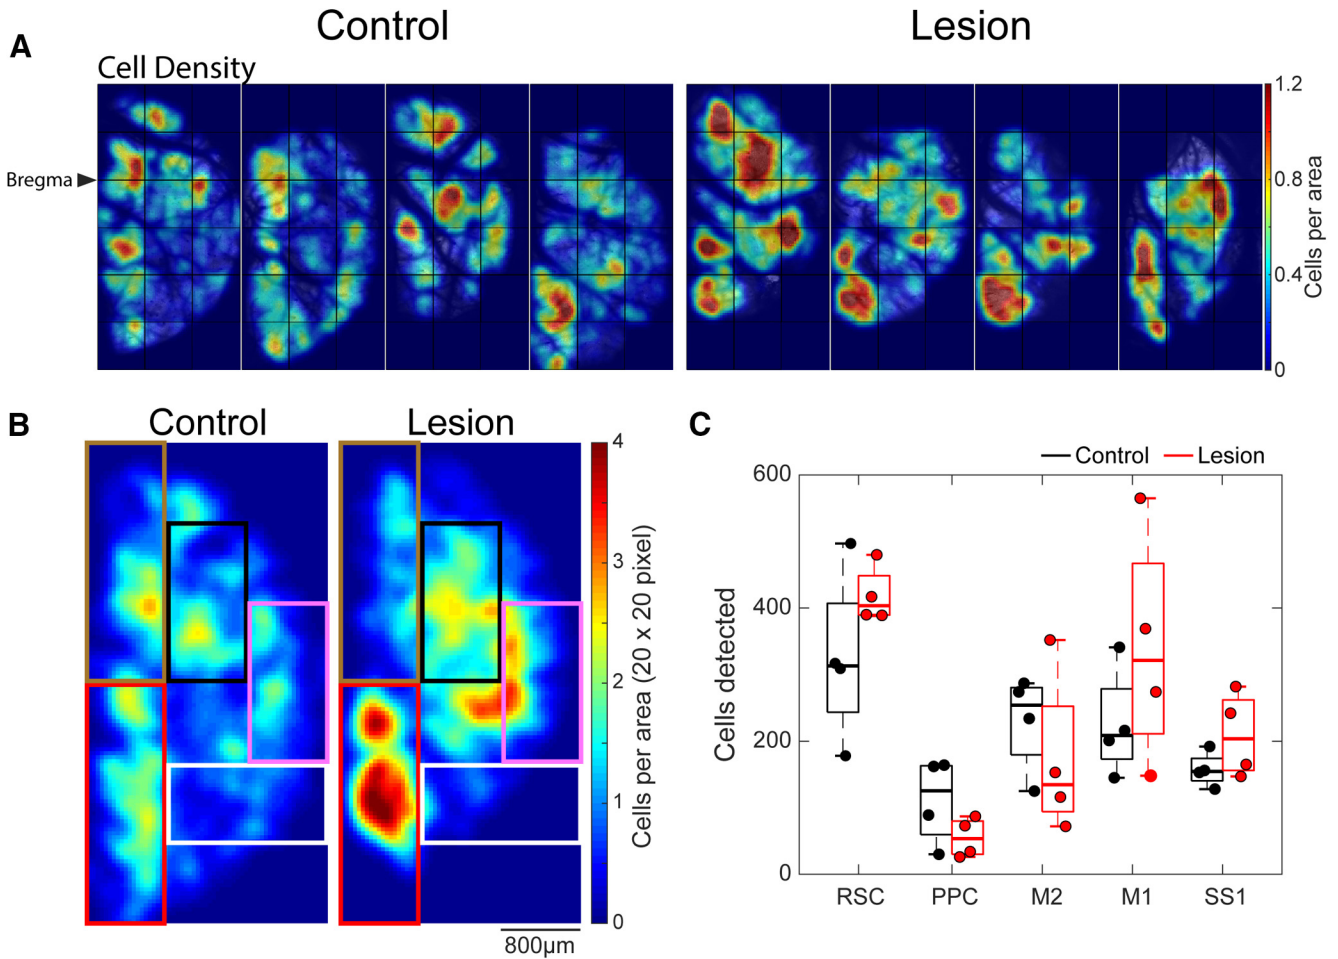 A
Control
Lesion
Cell Density
Bregma
1.2
0.8
0.4
0
Cells per area
B
Control
Lesion
4
3
2
1
0
Cells per area (20 x 20 pixel)
800µm
C
Control
Lesion
600
400
200
0
Cells detected
RSC PPC M2 M1 SS1